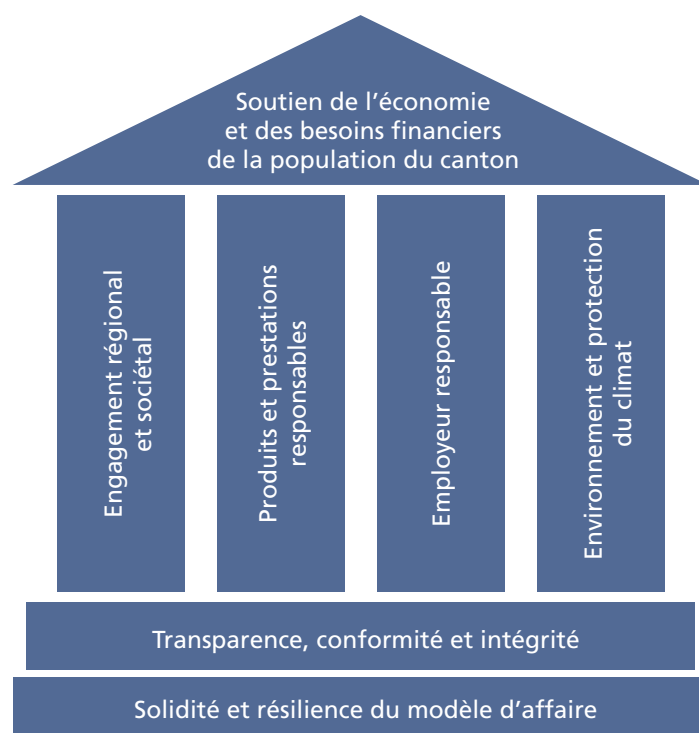 Soutien de l’économie
et des besoins financiers
de la population du canton
Engagement régional
et sociétal
Produits et prestations
responsables
Employeur responsable
Environnement et protection
du climat
Transparence, conformité et intégrité
Solidité et résilience du modèle d’affaire